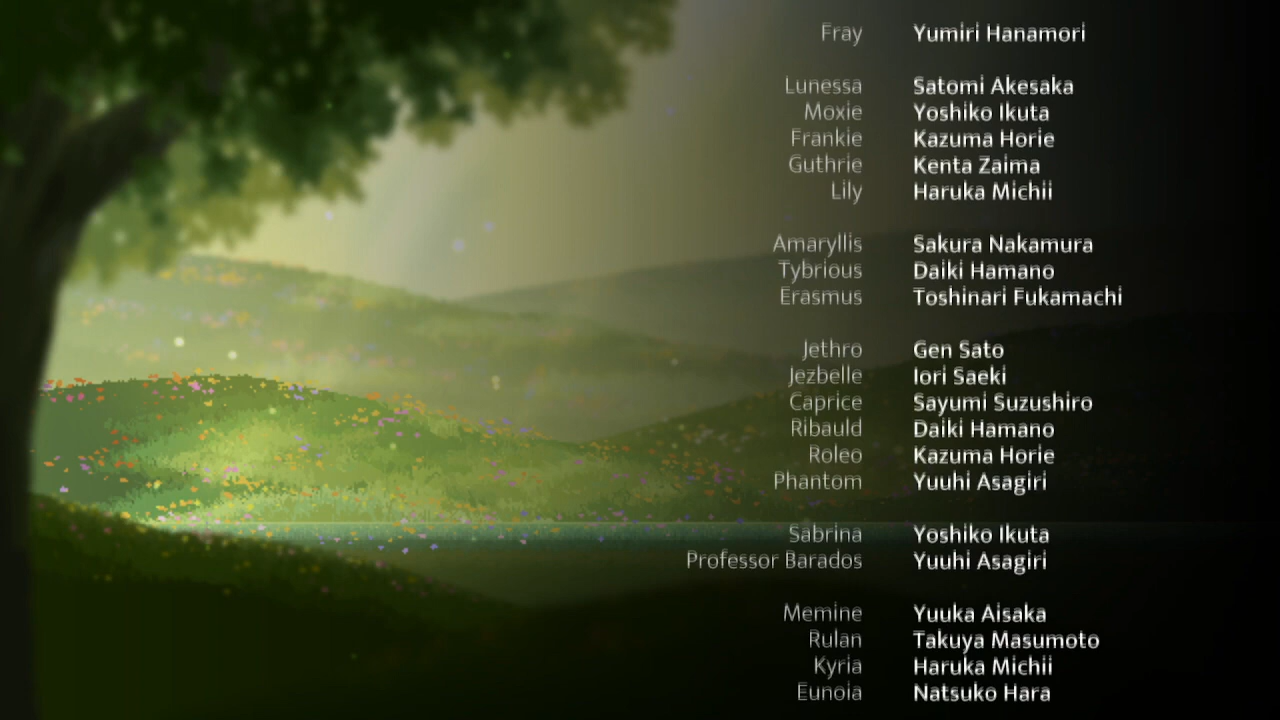 Fray Yumiri Hanamori
Lunessa Satomi Akesaka
Moxie Yoshiko Ikuta
Frankie Kazuma Horie
Guthrie Kenta Zaima
Lily Haruka Michii
Amaryllis Sakura Nakamura
Tybrious Daiki Hamano
Erasmus Toshinari Fukamachi
Jethro Gen Sato
Jezbelle Iori Saeki
Caprice Sayumi Suzushiro
Ribauld Daiki Hamano
Roleo Kazuma Horie
Phantom Yuuhi Asagiri
Sabrina Yoshiko Ikuta
Professor Barados Yuuhi Asagiri
Memine Yuuka Aisaka
Rulan Takuya Masumoto
Kyria Haruka Michii
Eunoia Natsuko Hara